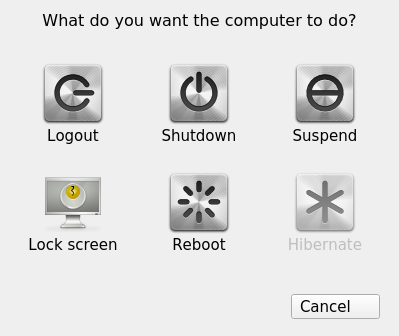 What do you want the computer to do?
Logout Shutdown Suspend
Lock screen Reboot Hibernate
Cancel